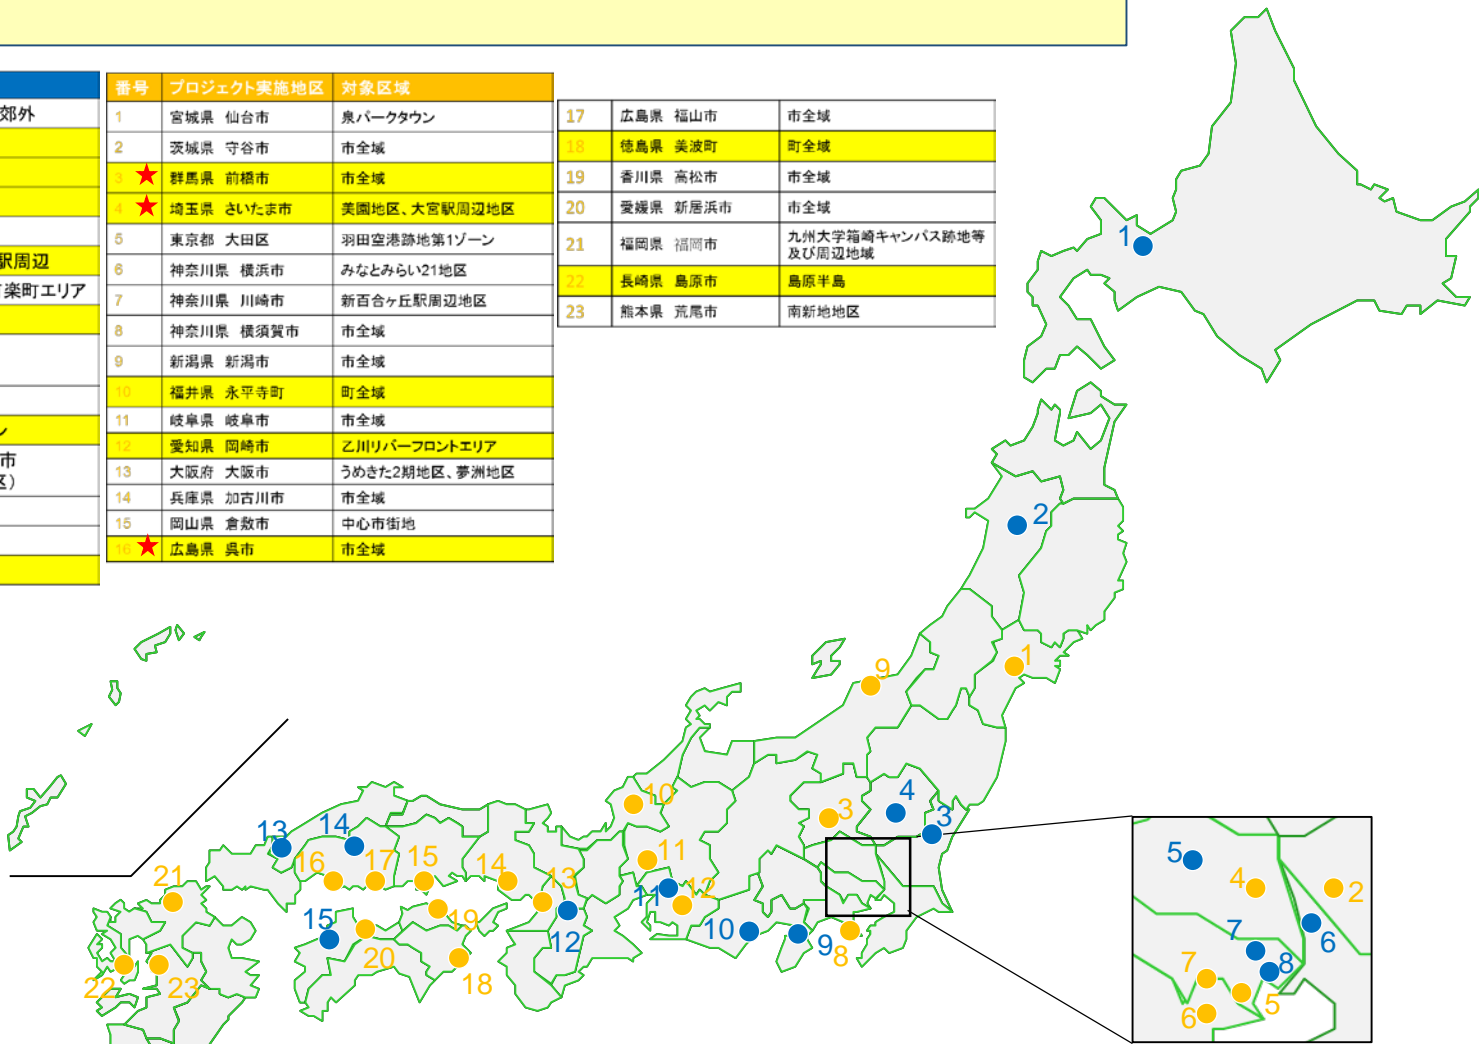 郊外
駅周辺
楽町エリア
市
番号 プロジェクト実施地区 対象区域
1 宮城県 仙台市 泉パークタウン
2 茨城県 守谷市 市全域
3 ★ 群馬県 前橋市 市全域
4 ★ 埼玉県 さいたま市 美園地区、大宮駅周辺地区
5 東京都 大田区 羽田空港跡地第1ゾーン
6 神奈川県 横浜市 みなとみらい21地区
7 神奈川県 川崎市 新百合ヶ丘駅周辺地区
8 神奈川県 横須賀市 市全域
9 新潟県 新潟市 市全域
10 福井県 永平寺町 町全域
11 岐阜県 岐阜市 市全域
12 愛知県 岡崎市 乙川リバーフロントエリア
13 大阪府 大阪市 うめきた2期地区、夢洲地区
14 兵庫県 加古川市 市全域
15 岡山県 倉敷市 中心市街地
16 ★ 広島県 呉市 市全域
17 広島県 福山市 市全域
18 徳島県 美波町 町全域
19 香川県 高松市 市全域
20 愛媛県 新居浜市 市全域
21 福岡県 福岡市 九州大学箱崎キャンパス跡地等
及び周辺地域
22 長崎県 島原市 島原半島
23 熊本県 荒尾市 南新地地区
1
2
1
9
10
4
3
3
13
14
11
16
17
15
14
13
21
11
12
15
19
12
10
9
8
20
18
22
23
5
4
2
7
6
8
7
5
6